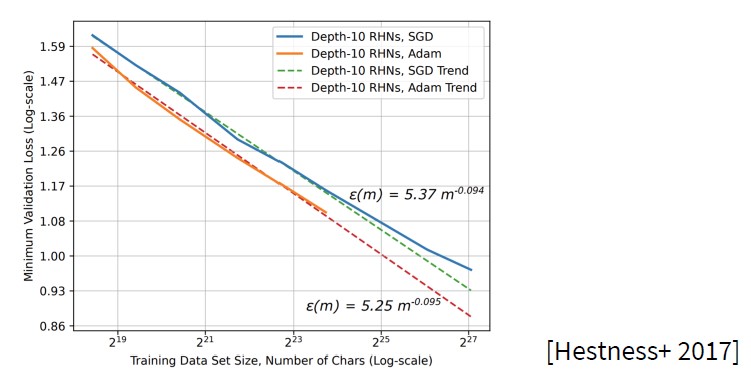 Depth-10 RHNs, SGD
Depth-10 RHNs, Adam
Depth-10 RHNs, SGD Trend
Depth-10 RHNs, Adam Trend
1.59
1.47
1.36
1.26
1.17
1.08
1.00
0.93
0.86
Minimum Validation Loss (Log-scale)
ε(m) = 5.37 m^-0.094
ε(m) = 5.25 m^-0.095
2^19 2^21 2^23 2^25 2^27
Training Data Set Size, Number of Chars (Log-scale)
[Hestness+ 2017]